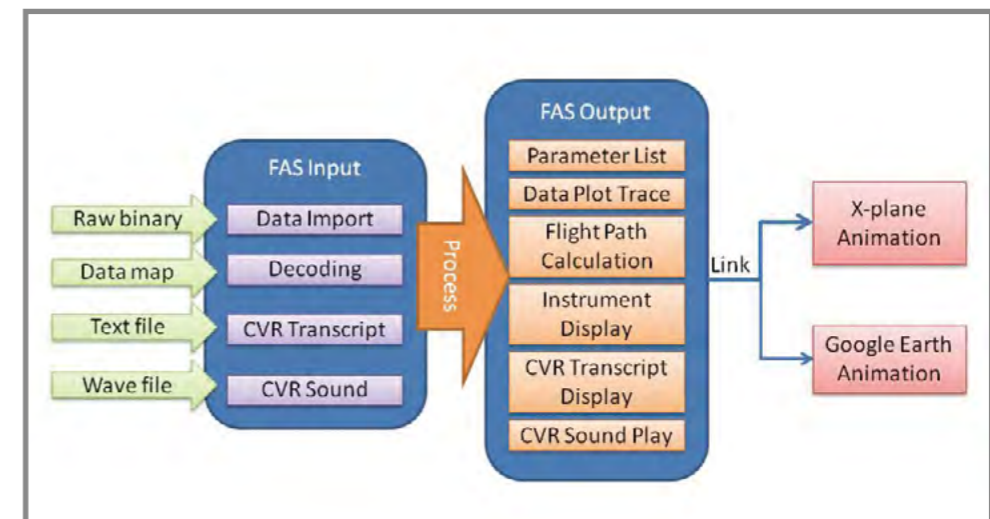 Raw binary
Data map
Text file
Wave file
FAS Input
Data Import
Decoding
CVR Transcript
CVR Sound
Process
FAS Output
Parameter List
Data Plot Trace
Flight Path
Calculation
Instrument
Display
CVR Transcript
Display
CVR Sound Play
Link
X-plane
Animation
Google Earth
Animation